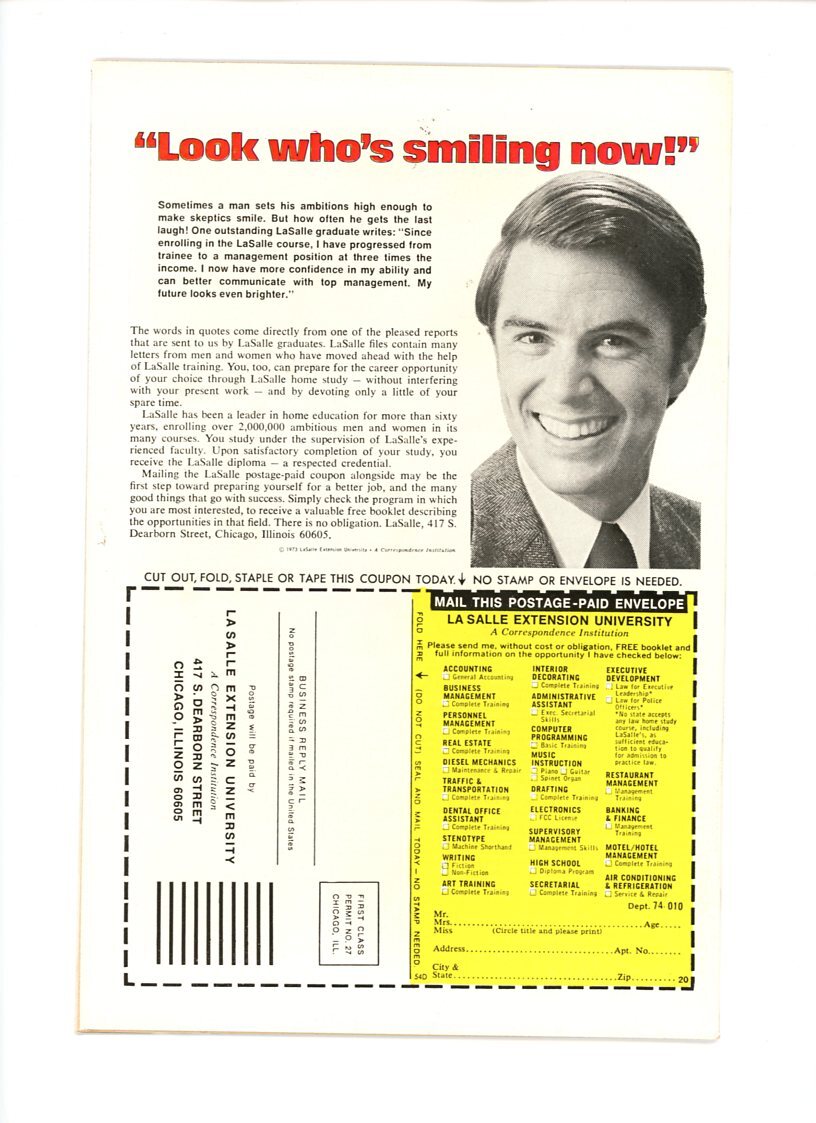 “Look who's smiling now!”
Sometimes a man sets his ambitions high enough to
make skeptics smile. But how often he gets the last
laugh! One outstanding LaSalle graduate writes: “Since
enrolling in the LaSalle course, I have progressed from
trainee to a management position at three times the
income. I now have more confidence in my ability and
can better communicate with top management. My
future looks even brighter.”
The words in quotes come directly from one of the pleased reports
that are sent to us by LaSalle graduates. LaSalle files contain many
letters from men and women who have moved ahead with the help
of LaSalle training. You, too, can prepare for the career opportunity
of your choice through LaSalle home study — without interfering
with your present work — and by devoting only a little of your
spare time.
LaSalle has been a leader in home education for more than sixty
years, enrolling over 2,000,000 ambitious men and women in its
many courses. You study under the supervision of LaSalle's expe-
rienced faculty. Upon satisfactory completion of your study, you
receive the LaSalle diploma — a respected credential.
Mailing the LaSalle postage-paid coupon alongside may be the
first step toward preparing yourself for a better job, and the many
good things that go with success. Simply check the program in which
you are most interested, to receive a valuable free booklet describing
the opportunities in that field. There is no obligation. LaSalle, 417 S.
Dearborn Street, Chicago, Illinois 60605.
© 1973 LaSalle Extension University • A Correspondence Institution
CUT OUT, FOLD, STAPLE OR TAPE THIS COUPON TODAY. NO STAMP OR ENVELOPE IS NEEDED.
FIRST CLASS
PERMIT NO. 27
CHICAGO, ILL.
BUSINESS REPLY MAIL
No postage stamp required if mailed in the United States
Postage will be paid by
LA SALLE EXTENSION UNIVERSITY
A Correspondence Institution
417 S. DEARBORN STREET
CHICAGO, ILLINOIS 60605
FOLD HERE (DO NOT CUT) SEAL AND MAIL TODAY — NO STAMP NEEDED
MAIL THIS POSTAGE-PAID ENVELOPE
LA SALLE EXTENSION UNIVERSITY
A Correspondence Institution
Please send me, without cost or obligation, FREE booklet and
full information on the opportunity I have checked below:
ACCOUNTING
General Accounting
BUSINESS
MANAGEMENT
Complete Training
PERSONNEL
MANAGEMENT
Complete Training
REAL ESTATE
Complete Training
DIESEL MECHANICS
Maintenance & Repair
TRAFFIC &
TRANSPORTATION
Complete Training
DENTAL OFFICE
ASSISTANT
Complete Training
STENOTYPE
Machine Shorthand
WRITING
Fiction
Non-Fiction
ART TRAINING
Complete Training
INTERIOR
DECORATING
Complete Training
ADMINISTRATIVE
ASSISTANT
Exec. Secretarial
Skills
COMPUTER
PROGRAMMING
Basic Training
MUSIC
INSTRUCTION
Piano Guitar
Spinet Organ
DRAFTING
Complete Training
ELECTRONICS
FCC License
SUPERVISORY
MANAGEMENT
Management Skills
HIGH SCHOOL
Diploma Program
SECRETARIAL
Complete Training
EXECUTIVE
DEVELOPMENT
Law for Executive
Leadership*
Law for Police
Officers*
*No state accepts
any law home study
course, including
LaSalle's, as
sufficient educa-
tion to qualify
for admission to
practice law.
RESTAURANT
MANAGEMENT
Management
Training
BANKING
& FINANCE
Management
Training
MOTEL/HOTEL
MANAGEMENT
Complete Training
AIR CONDITIONING
& REFRIGERATION
Service & Repair
Dept. 74-010
Mr.
Mrs. Age
Miss (Circle title and please print)
Address Apt. No.
City &
State Zip 20
54D